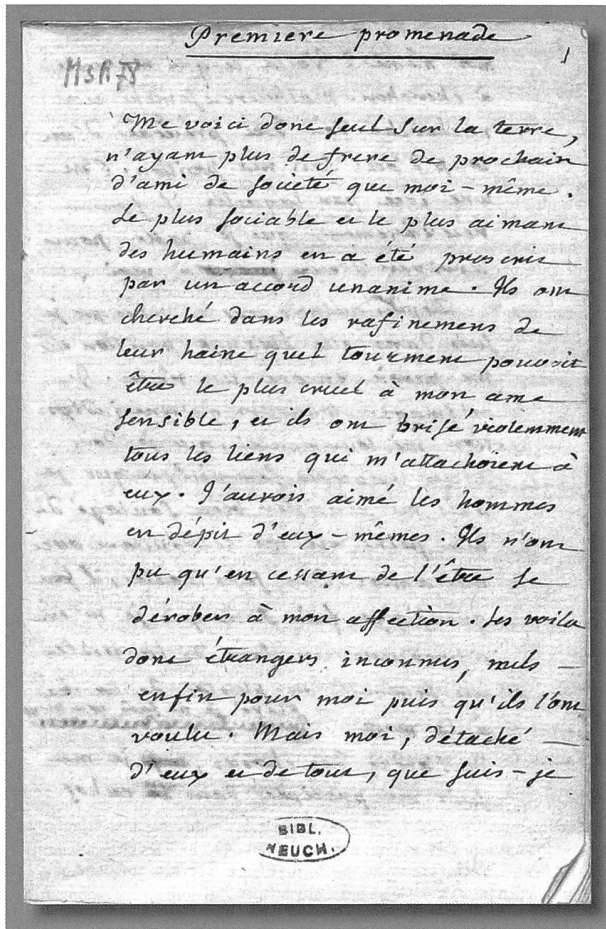 Premiere promenade
1
MsR78
Me voici donc seul sur la terre,
n'ayant plus de frere de prochain
d'ami de societé que moi-même.
Le plus sociable et le plus aimant
des humains en a été proscrit
par un accord unanime. Ils ont
cherché dans les rafinemens de
leur haine quel tourment pouvoit
être le plus cruel à mon ame
sensible, et ils ont brisé violemment
tous les liens qui m'attachoient à
eux. J'aurois aimé les hommes
en dépit d'eux-mêmes. Ils n'ont
pu qu'en cessant de l'être se
dérober à mon affection. Les voila
donc étrangers, inconnus, nuls
enfin pour moi puis qu'ils l'ont
voulu. Mais moi, détaché
d'eux et de tout, que suis-je
BIBL.
NEUCH.